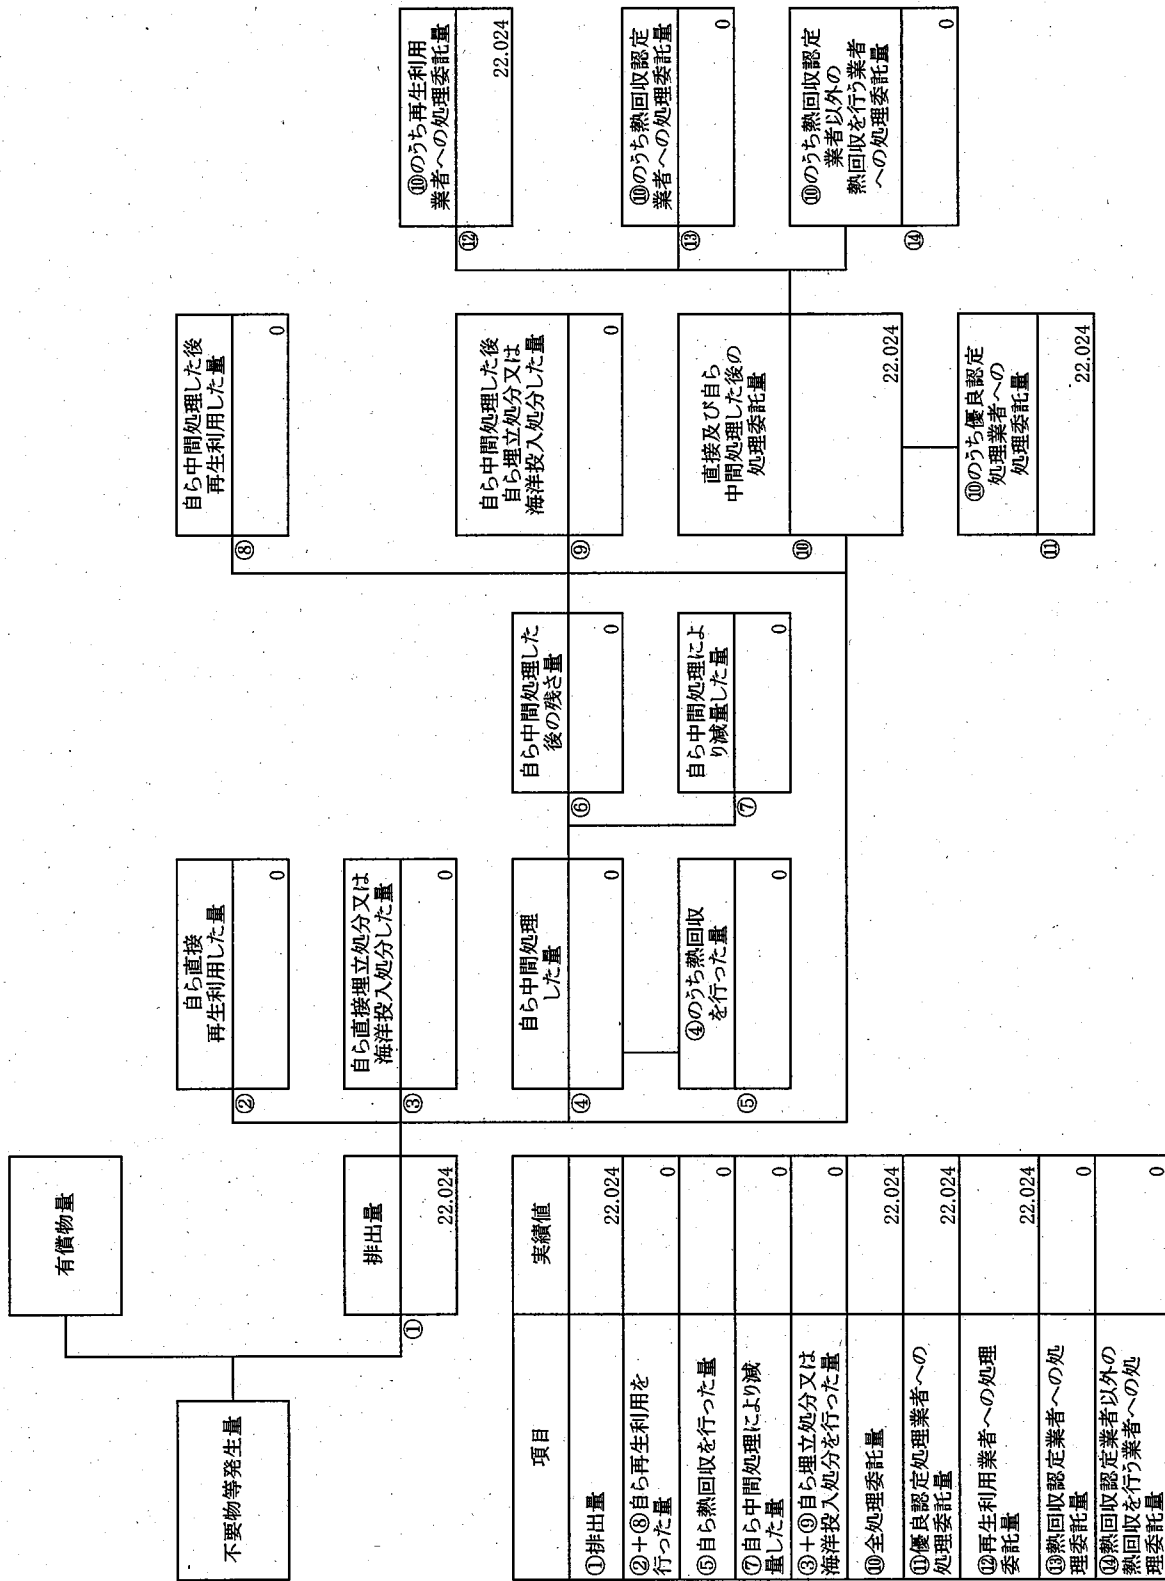 不要物等発生量
有償物量
①
排出量
22.024
②
自ら直接
再生利用した量
0
③
自ら直接埋立処分又は
海洋投入処分した量
0
④
自ら中間処理
した量
0
⑤
④のうち熱回収
を行った量
0
⑥
自ら中間処理した
後の残さ量
0
⑦
自ら中間処理によ
り減量した量
0
⑧
自ら中間処理した後
再生利用した量
0
⑨
自ら中間処理した後
自ら埋立処分又は
海洋投入処分した量
0
⑩
直接及び自ら
中間処理した後の
処理委託量
22.024
⑪
⑩のうち優良認定
処理業者への
処理委託量
22.024
⑫
⑩のうち再生利用
業者への処理委託量
22.024
⑬
⑩のうち熱回収認定
業者への処理委託量
0
⑭
⑩のうち熱回収認定
業者以外の
熱回収を行う業者
への処理委託量
0
項目 実績値
①排出量 22.024
②+⑧自ら再生利用を
行った量 0
⑤自ら熱回収を行った量 0
⑦自ら中間処理により減
量した量 0
③+⑨自ら埋立処分又は
海洋投入処分を行った量 0
⑩全処理委託量 22.024
⑪優良認定処理業者への
処理委託量 22.024
⑫再生利用業者への処理
委託量 22.024
⑬熱回収認定業者への処
理委託量 0
⑭熱回収認定業者以外の
熱回収を行う業者への処
理委託量 0